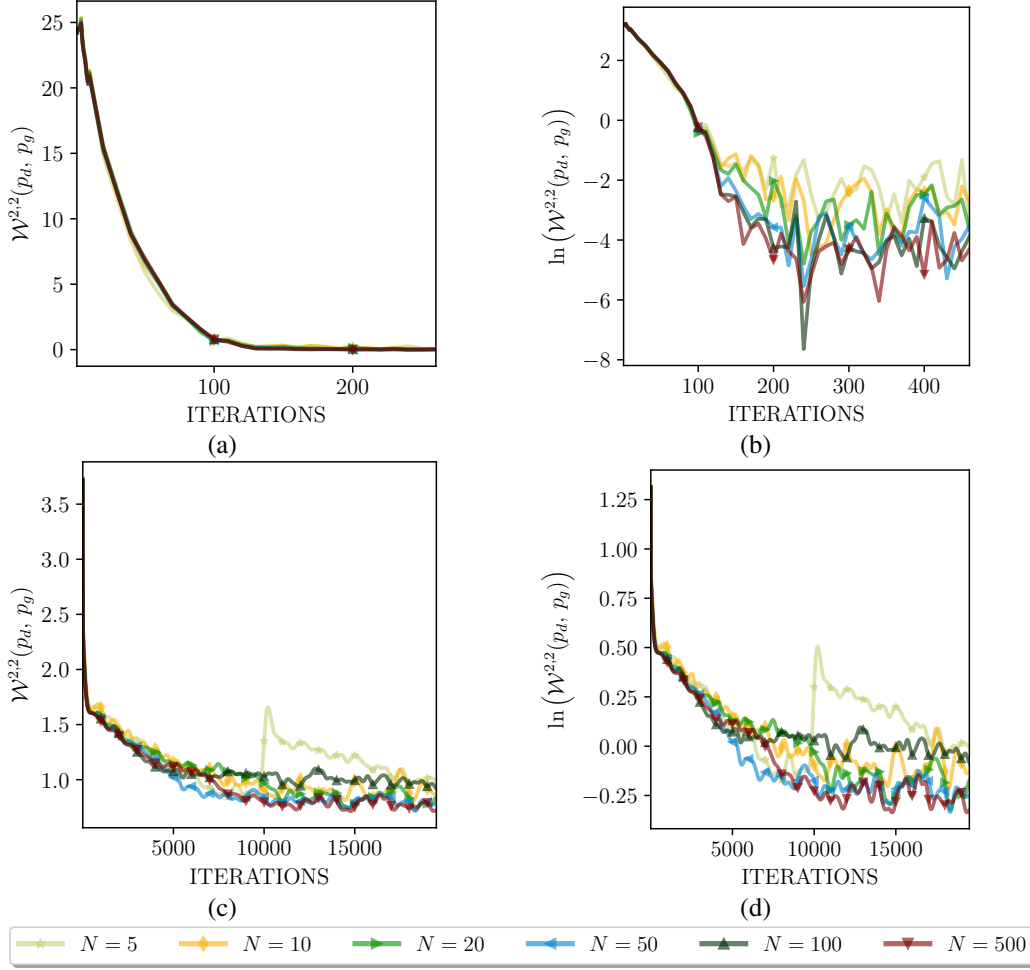 25
20
15
10
5
0
𝒲^{2,2}(p_d, p_g)
100
200
ITERATIONS
(a)
2
0
−2
−4
−6
−8
ln(𝒲^{2,2}(p_d, p_g))
100
200
300
400
ITERATIONS
(b)
3.5
3.0
2.5
2.0
1.5
1.0
𝒲^{2,2}(p_d, p_g)
5000
10000
15000
ITERATIONS
(c)
1.25
1.00
0.75
0.50
0.25
0.00
−0.25
ln(𝒲^{2,2}(p_d, p_g))
5000
10000
15000
ITERATIONS
(d)
N = 5
N = 10
N = 20
N = 50
N = 100
N = 500